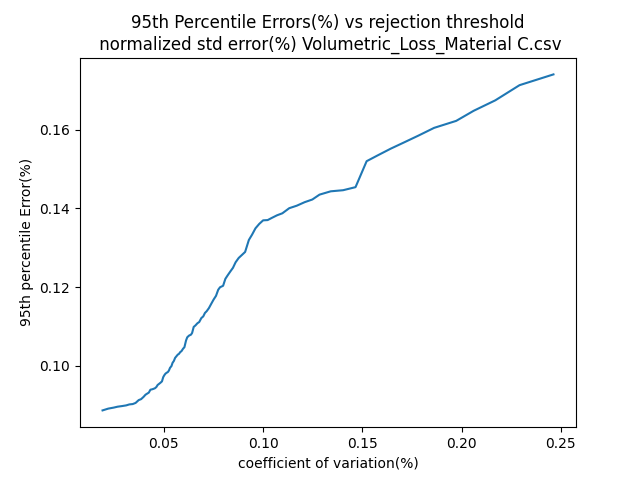 95th Percentile Errors(%) vs rejection threshold
normalized std error(%) Volumetric_Loss_Material C.csv
0.16
0.14
0.12
0.10
95th percentile Error(%)
0.05
0.10
0.15
0.20
0.25
coefficient of variation(%)